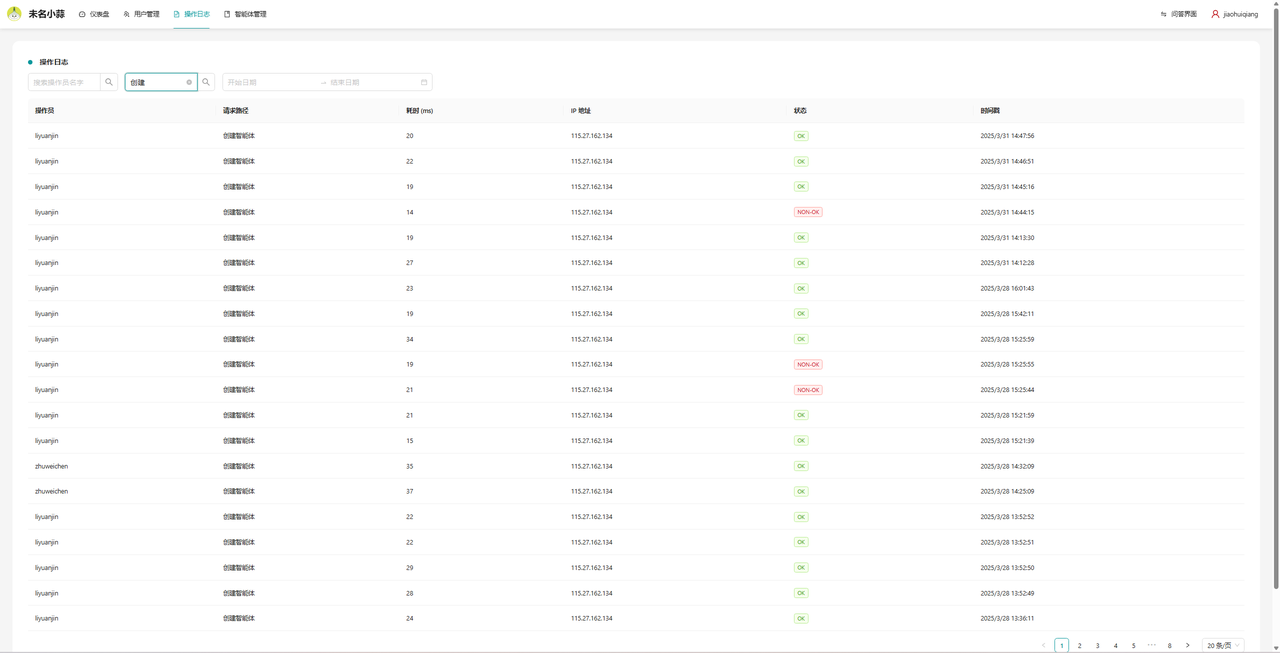 未名小蒜 仪表盘 用户管理 操作日志 智能体管理 问答界面 jiaohuiqiang
操作日志
搜索操作员名字 创建 开始日期 → 结束日期
操作员 请求路径 耗时 (ms) IP 地址 状态 时间戳
liyuanjin 创建智能体 20 115.27.162.134 OK 2025/3/31 14:47:56
liyuanjin 创建智能体 22 115.27.162.134 OK 2025/3/31 14:46:51
liyuanjin 创建智能体 19 115.27.162.134 OK 2025/3/31 14:45:16
liyuanjin 创建智能体 14 115.27.162.134 NON-OK 2025/3/31 14:44:15
liyuanjin 创建智能体 19 115.27.162.134 OK 2025/3/31 14:13:30
liyuanjin 创建智能体 27 115.27.162.134 OK 2025/3/31 14:12:28
liyuanjin 创建智能体 23 115.27.162.134 OK 2025/3/28 16:01:43
liyuanjin 创建智能体 19 115.27.162.134 OK 2025/3/28 15:42:11
liyuanjin 创建智能体 34 115.27.162.134 OK 2025/3/28 15:25:59
liyuanjin 创建智能体 19 115.27.162.134 NON-OK 2025/3/28 15:25:55
liyuanjin 创建智能体 21 115.27.162.134 NON-OK 2025/3/28 15:25:44
liyuanjin 创建智能体 21 115.27.162.134 OK 2025/3/28 15:21:59
liyuanjin 创建智能体 15 115.27.162.134 OK 2025/3/28 15:21:39
zhuweichen 创建智能体 35 115.27.162.134 OK 2025/3/28 14:32:09
zhuweichen 创建智能体 37 115.27.162.134 OK 2025/3/28 14:25:09
liyuanjin 创建智能体 22 115.27.162.134 OK 2025/3/28 13:52:52
liyuanjin 创建智能体 22 115.27.162.134 OK 2025/3/28 13:52:51
liyuanjin 创建智能体 29 115.27.162.134 OK 2025/3/28 13:52:50
liyuanjin 创建智能体 28 115.27.162.134 OK 2025/3/28 13:52:49
liyuanjin 创建智能体 24 115.27.162.134 OK 2025/3/28 13:36:11
< 1 2 3 4 5 ··· 8 > 20 条/页